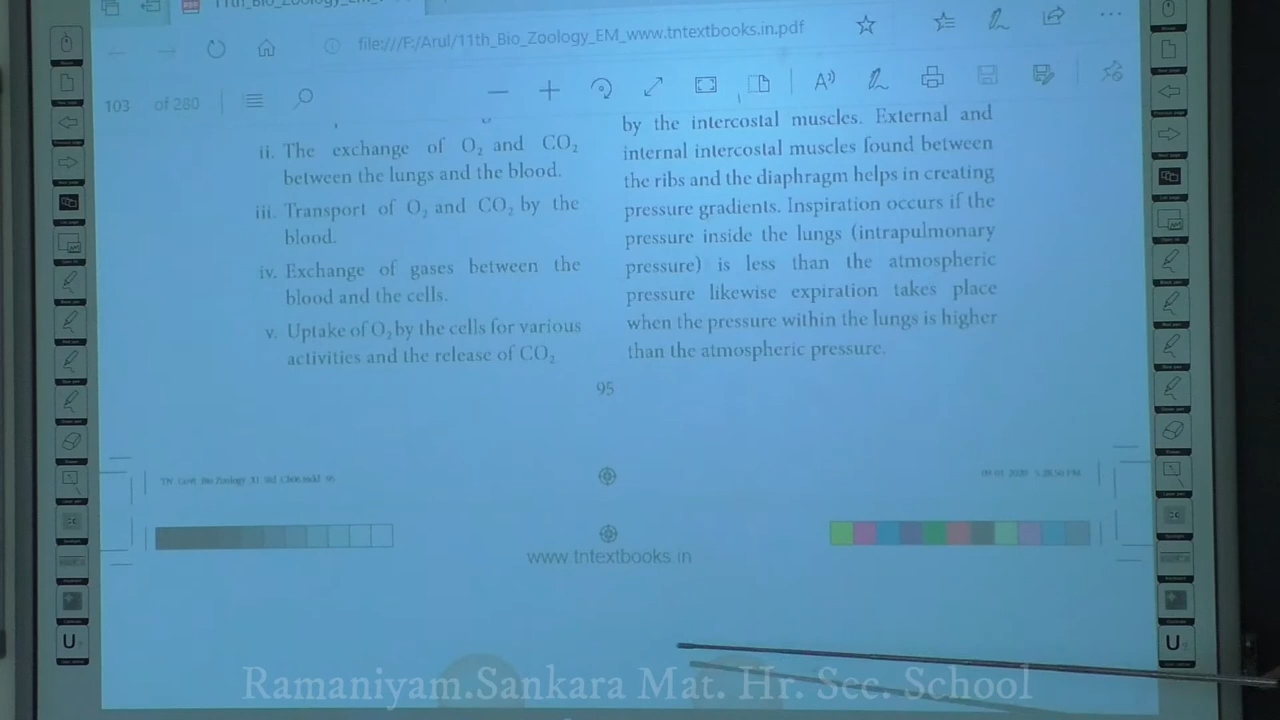 file:///F:/Arul/11th_Bio_Zoology_EM_www.tntextbooks.in.pdf
103 of 280
ii. The exchange of O₂ and CO₂
between the lungs and the blood.
iii. Transport of O₂ and CO₂ by the
blood.
iv. Exchange of gases between the
blood and the cells.
v. Uptake of O₂ by the cells for various
activities and the release of CO₂
by the intercostal muscles. External and
internal intercostal muscles found between
the ribs and the diaphragm helps in creating
pressure gradients. Inspiration occurs if the
pressure inside the lungs (intrapulmonary
pressure) is less than the atmospheric
pressure likewise expiration takes place
when the pressure within the lungs is higher
than the atmospheric pressure.
95
www.tntextbooks.in
Ramaniyam.Sankara Mat. Hr. Sec. School